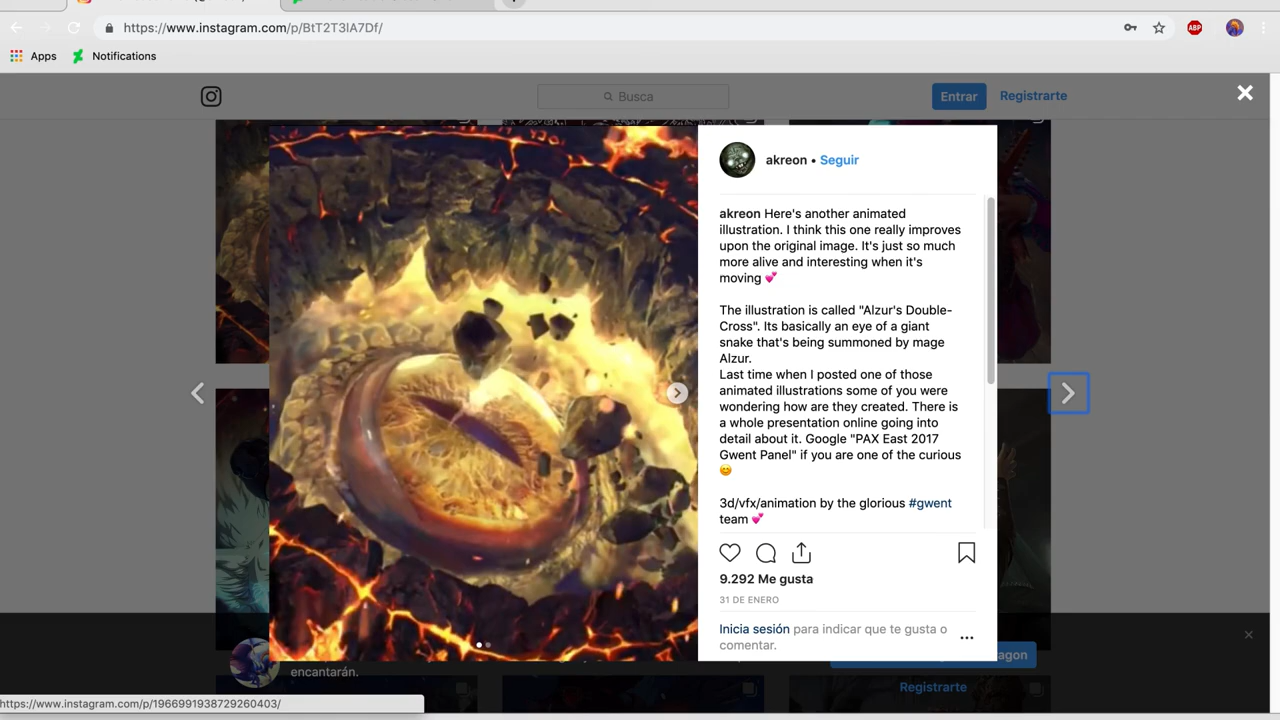 https://www.instagram.com/p/BtT2T3lA7Df/
ABP
Apps
Notifications
Busca
Entrar
Registrarte
akreon • Seguir
akreon Here's another animated
illustration. I think this one really improves
upon the original image. It's just so much
more alive and interesting when it's
moving 💕
The illustration is called "Alzur's Double-
Cross". Its basically an eye of a giant
snake that's being summoned by mage
Alzur.
Last time when I posted one of those
animated illustrations some of you were
wondering how are they created. There is
a whole presentation online going into
detail about it. Google "PAX East 2017
Gwent Panel" if you are one of the curious
😊
3d/vfx/animation by the glorious #gwent
team 💕
9.292 Me gusta
31 DE ENERO
Inicia sesión para indicar que te gusta o
comentar.
encantarán.
agon
Registrarte
https://www.instagram.com/p/1966991938729260403/